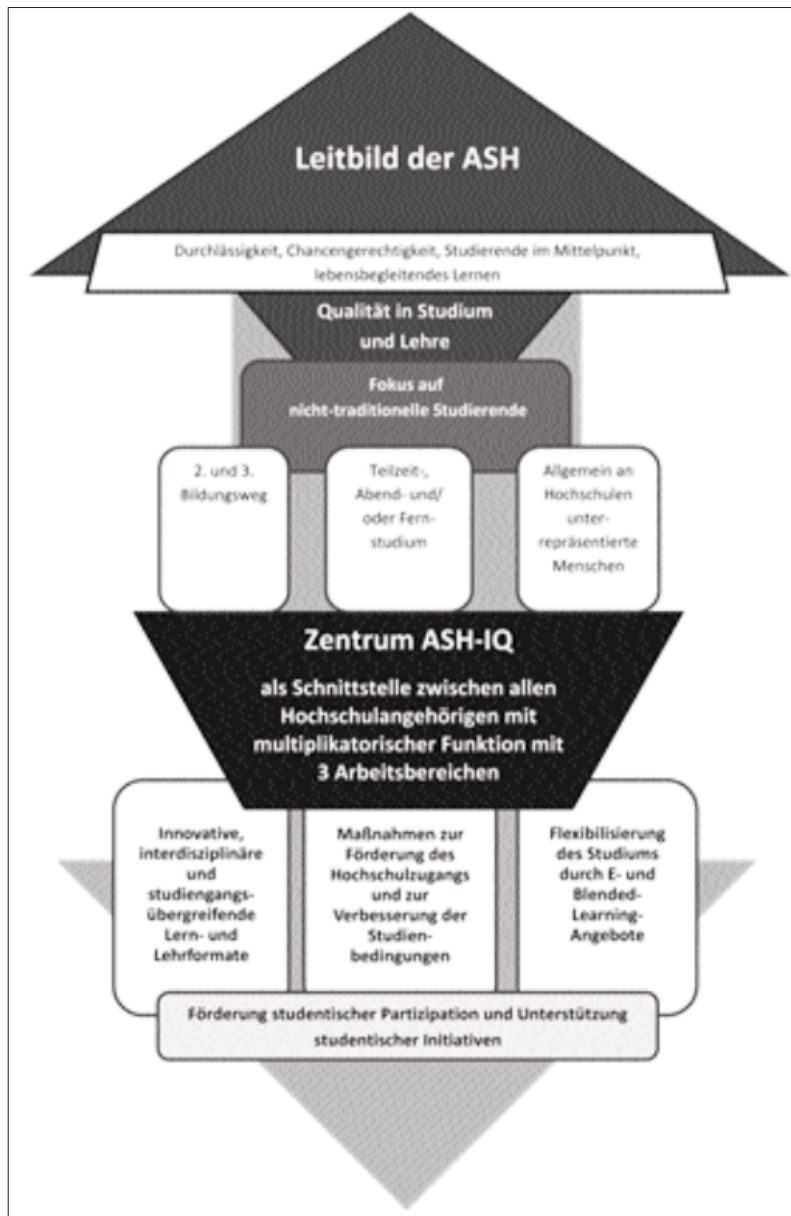 Leitbild der ASH
Durchlässigkeit, Chancengerechtigkeit, Studierende im Mittelpunkt,
lebensbegleitendes Lernen
Qualität in Studium
und Lehre
Fokus auf
nicht-traditionelle Studierende
2. und 3.
Bildungsweg
Teilzeit-,
Abend- und/
oder Fern-
studium
Allgemein an
Hochschulen
unter-
repräsentierte
Menschen
Zentrum ASH-IQ
als Schnittstelle zwischen allen
Hochschulangehörigen mit
multiplikatorischer Funktion mit
3 Arbeitsbereichen
Innovative,
interdisziplinäre
und
studiengangs-
übergreifende
Lern- und
Lehrformate
Maßnahmen zur
Förderung des
Hochschulzugangs
und zur
Verbesserung der
Studien-
bedingungen
Flexibilisierung
des Studiums
durch E- und
Blended-
Learning-
Angebote
Förderung studentischer Partizipation und Unterstützung
studentischer Initiativen